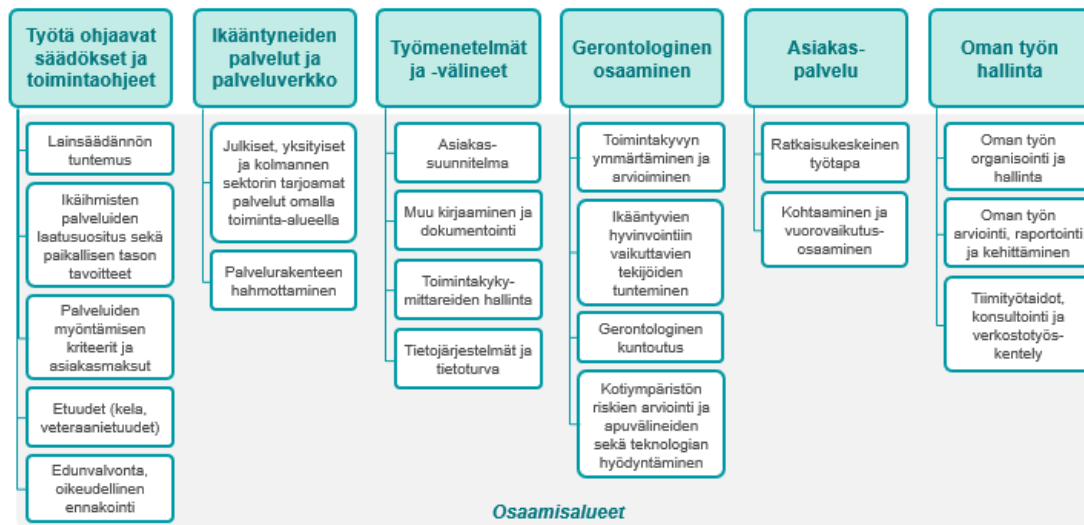 Työtä ohjaavat
säädökset ja
toimintaohjeet
Lainsäädännön
tuntemus
Ikäihmisten
palveluiden
laatusuositus sekä
paikallisen tason
tavoitteet
Palveluiden
myöntämisen
kriteerit ja
asiakasmaksut
Etuudet (kela,
veteraanietuudet)
Edunvalvonta,
oikeudellinen
ennakointi
Ikääntyneiden
palvelut ja
palveluverkko
Julkiset, yksityiset
ja kolmannen
sektorin tarjoamat
palvelut omalla
toiminta-alueella
Palvelurakenteen
hahmottaminen
Työmenetelmät
ja -välineet
Asiakas-
suunnitelma
Muu kirjaaminen ja
dokumentointi
Toimintakyky-
mittareiden hallinta
Tietojärjestelmät ja
tietoturva
Gerontologinen
osaaminen
Toimintakyvyn
ymmärtäminen ja
arvioiminen
Ikääntyvien
hyvinvointiin
vaikuttavien
tekijöiden
tunteminen
Gerontologinen
kuntoutus
Kotiympäristön
riskien arviointi ja
apuvälineiden
sekä teknologian
hyödyntäminen
Asiakas-
palvelu
Ratkaisukeskeinen
työtapa
Kohtaaminen ja
vuorovaikutus-
osaaminen
Oman työn
hallinta
Oman työn
organisointi ja
hallinta
Oman työn
arviointi, raportointi
ja kehittäminen
Tiimityötaidot,
konsultointi ja
verkostotyös-
kentely
Osaamisalueet